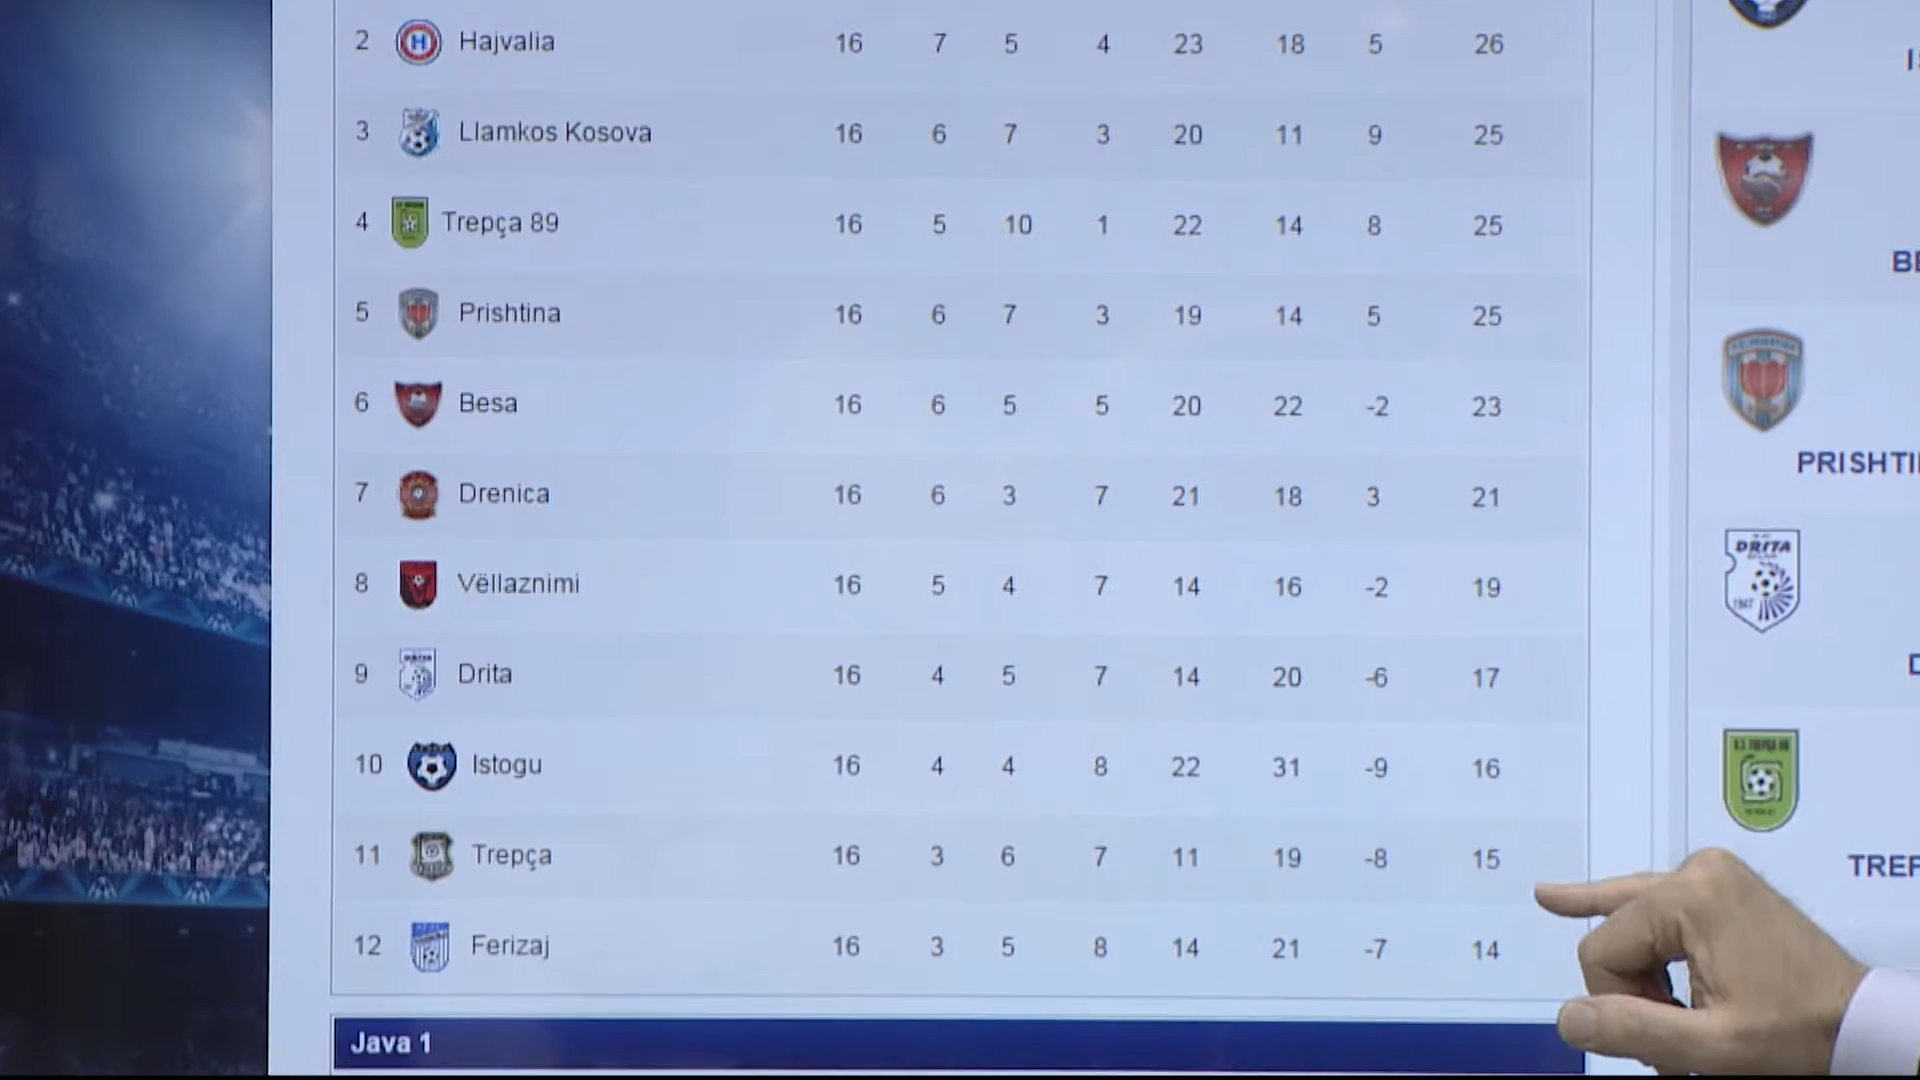 2 Hajvalia 16 7 5 4 23 18 5 26
3 Llamkos Kosova 16 6 7 3 20 11 9 25
4 Trepça 89 16 5 10 1 22 14 8 25
5 Prishtina 16 6 7 3 19 14 5 25
6 Besa 16 6 5 5 20 22 -2 23
7 Drenica 16 6 3 7 21 18 3 21
8 Vëllaznimi 16 5 4 7 14 16 -2 19
9 Drita 16 4 5 7 14 20 -6 17
10 Istogu 16 4 4 8 22 31 -9 16
11 Trepça 16 3 6 7 11 19 -8 15
12 Ferizaj 16 3 5 8 14 21 -7 14
Java 1
BE
PRISHTI
DRITA
1947
TREP